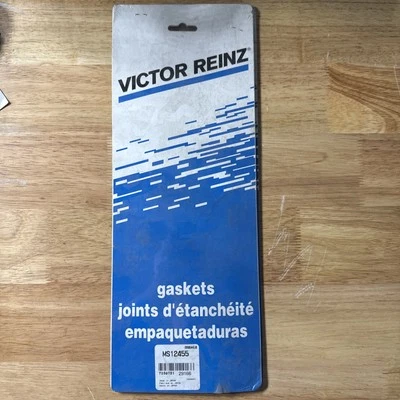 VICTOR REINZ®
gaskets
joints d'étanchéité
empaquetaduras
MS12455